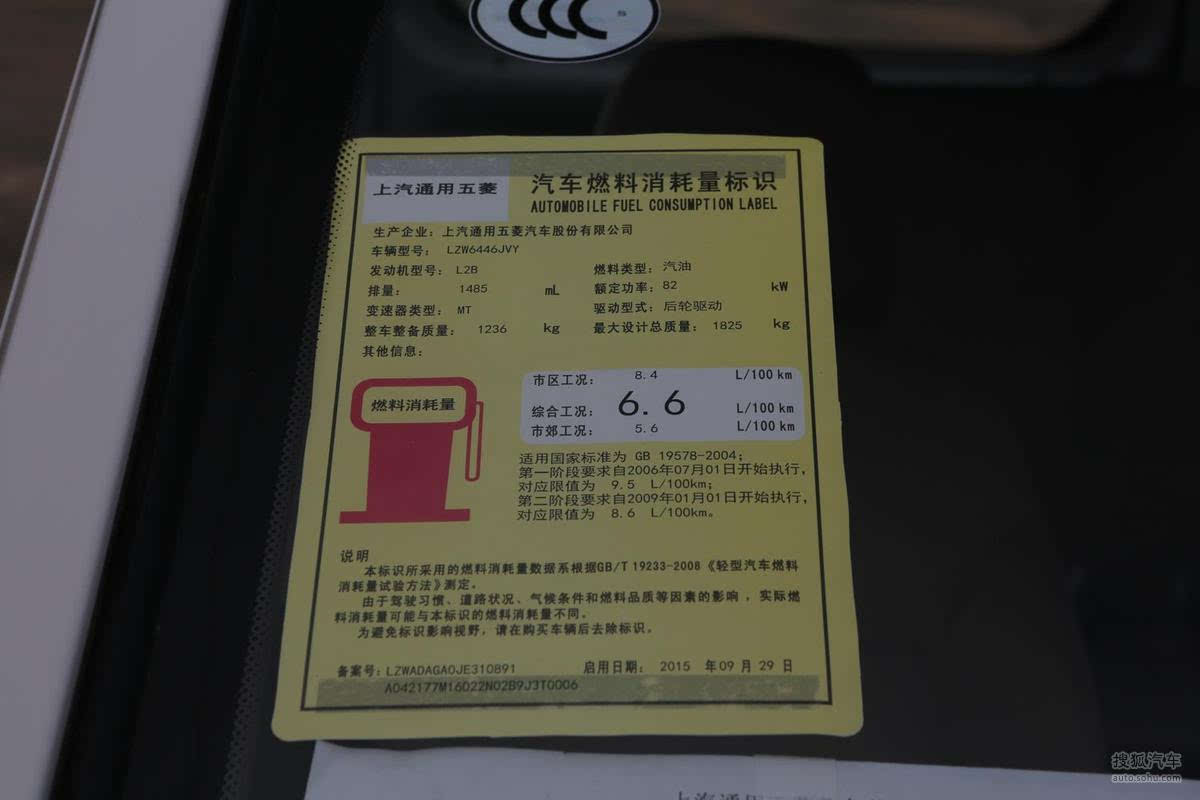 CCC
S
上汽通用五菱
汽车燃料消耗量标识
AUTOMOBILE FUEL CONSUMPTION LABEL
生产企业：上汽通用五菱汽车股份有限公司
车辆型号： LZW6446JVY
发动机型号： L2B 燃料类型：汽油
排量： 1485 mL 额定功率：82 kW
变速器类型： MT 驱动型式：后轮驱动
整车整备质量： 1236 kg 最大设计总质量： 1825 kg
其他信息：
燃料消耗量
市区工况： 8.4 L/100 km
综合工况： 6.6 L/100 km
市郊工况： 5.6 L/100 km
适用国家标准为 GB 19578-2004；
第一阶段要求自2006年07月01日开始执行，
对应限值为 9.5 L/100km；
第二阶段要求自2009年01月01日开始执行，
对应限值为 8.6 L/100km。
说明
本标识所采用的燃料消耗量数据系根据GB/T 19233-2008《轻型汽车燃料
消耗量试验方法》测定。
由于驾驶习惯、道路状况、气候条件和燃料品质等因素的影响，实际燃
料消耗量可能与本标识的燃料消耗量不同。
为避免标识影响视野，请在购买车辆后去除标识。
备案号：LZWADAGA0JE310891 启用日期： 2015 年09 月 29 日
A042177M16D22N02B9J3T0006
搜狐汽车
auto.sohu.com